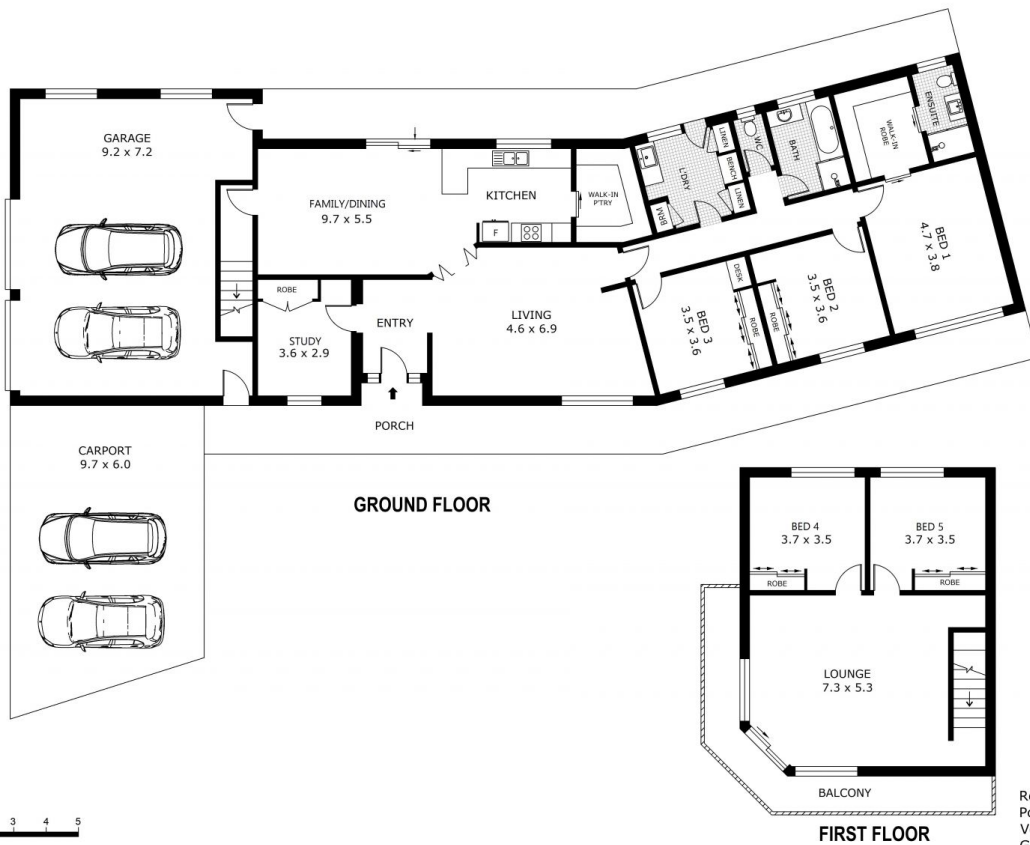 GARAGE
9.2 x 7.2
FAMILY/DINING
9.7 x 5.5
KITCHEN
F
WALK-IN
P'TRY
L'DRY
LINEN
BENCH
LINEN
BRM
WC
BATH
WALK-IN
ROBE
ENSUITE
BED 1
4.7 x 3.8
BED 2
3.5 x 3.6
ROBE
DESK
ROBE
BED 3
3.5 x 3.6
LIVING
4.6 x 6.9
ENTRY
ROBE
STUDY
3.6 x 2.9
PORCH
CARPORT
9.7 x 6.0
GROUND FLOOR
BED 4
3.7 x 3.5
ROBE
BED 5
3.7 x 3.5
ROBE
LOUNGE
7.3 x 5.3
BALCONY
FIRST FLOOR
3 4 5